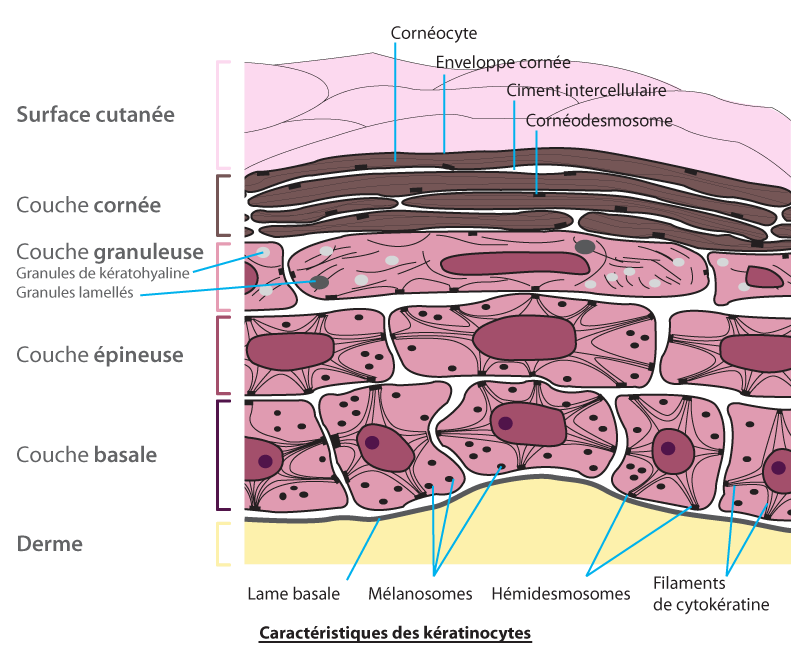 Cornéocyte
Enveloppe cornée
Ciment intercellulaire
Cornéodesmosome
Surface cutanée
Couche cornée
Couche granuleuse
Granules de kératohyaline
Granules lamellés
Couche épineuse
Couche basale
Derme
Lame basale
Mélanosomes
Hémidesmosomes
Filaments
de cytokératine
Caractéristiques des kératinocytes